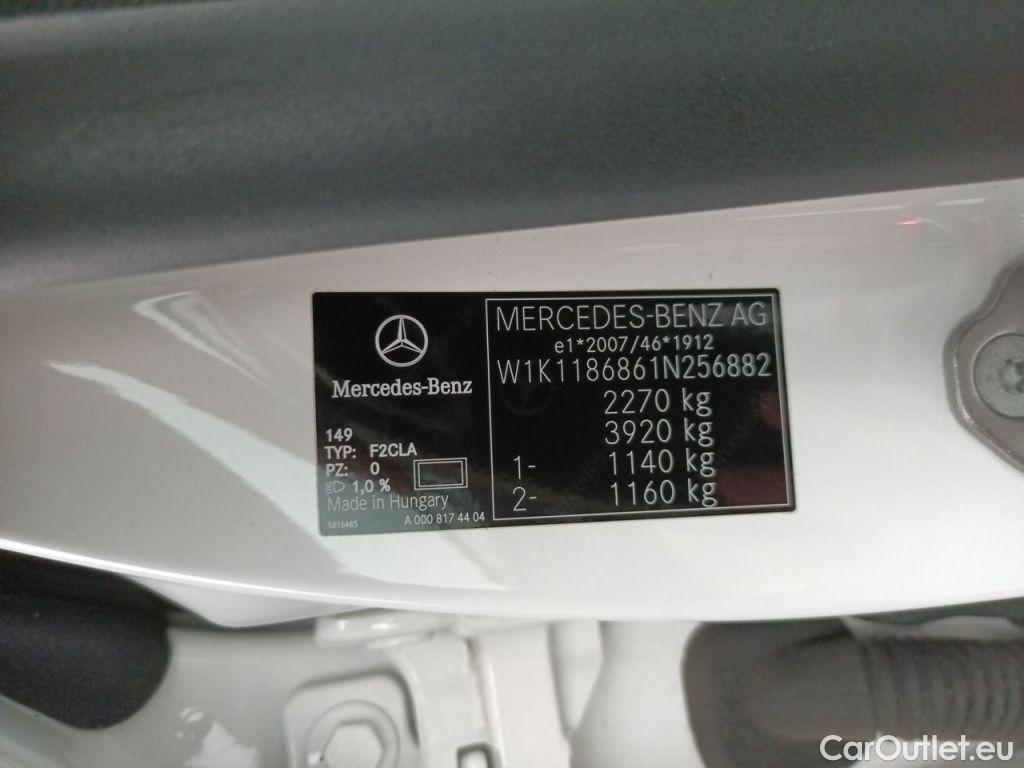 Mercedes-Benz
149
TYP: F2CLA
PZ: 0
1,0 %
Made in Hungary
5816485 A 000 817 44 04
MERCEDES-BENZ AG
e1*2007/46*1912
W1K1186861N256882
2270 kg
3920 kg
1- 1140 kg
2- 1160 kg
CarOutlet.eu